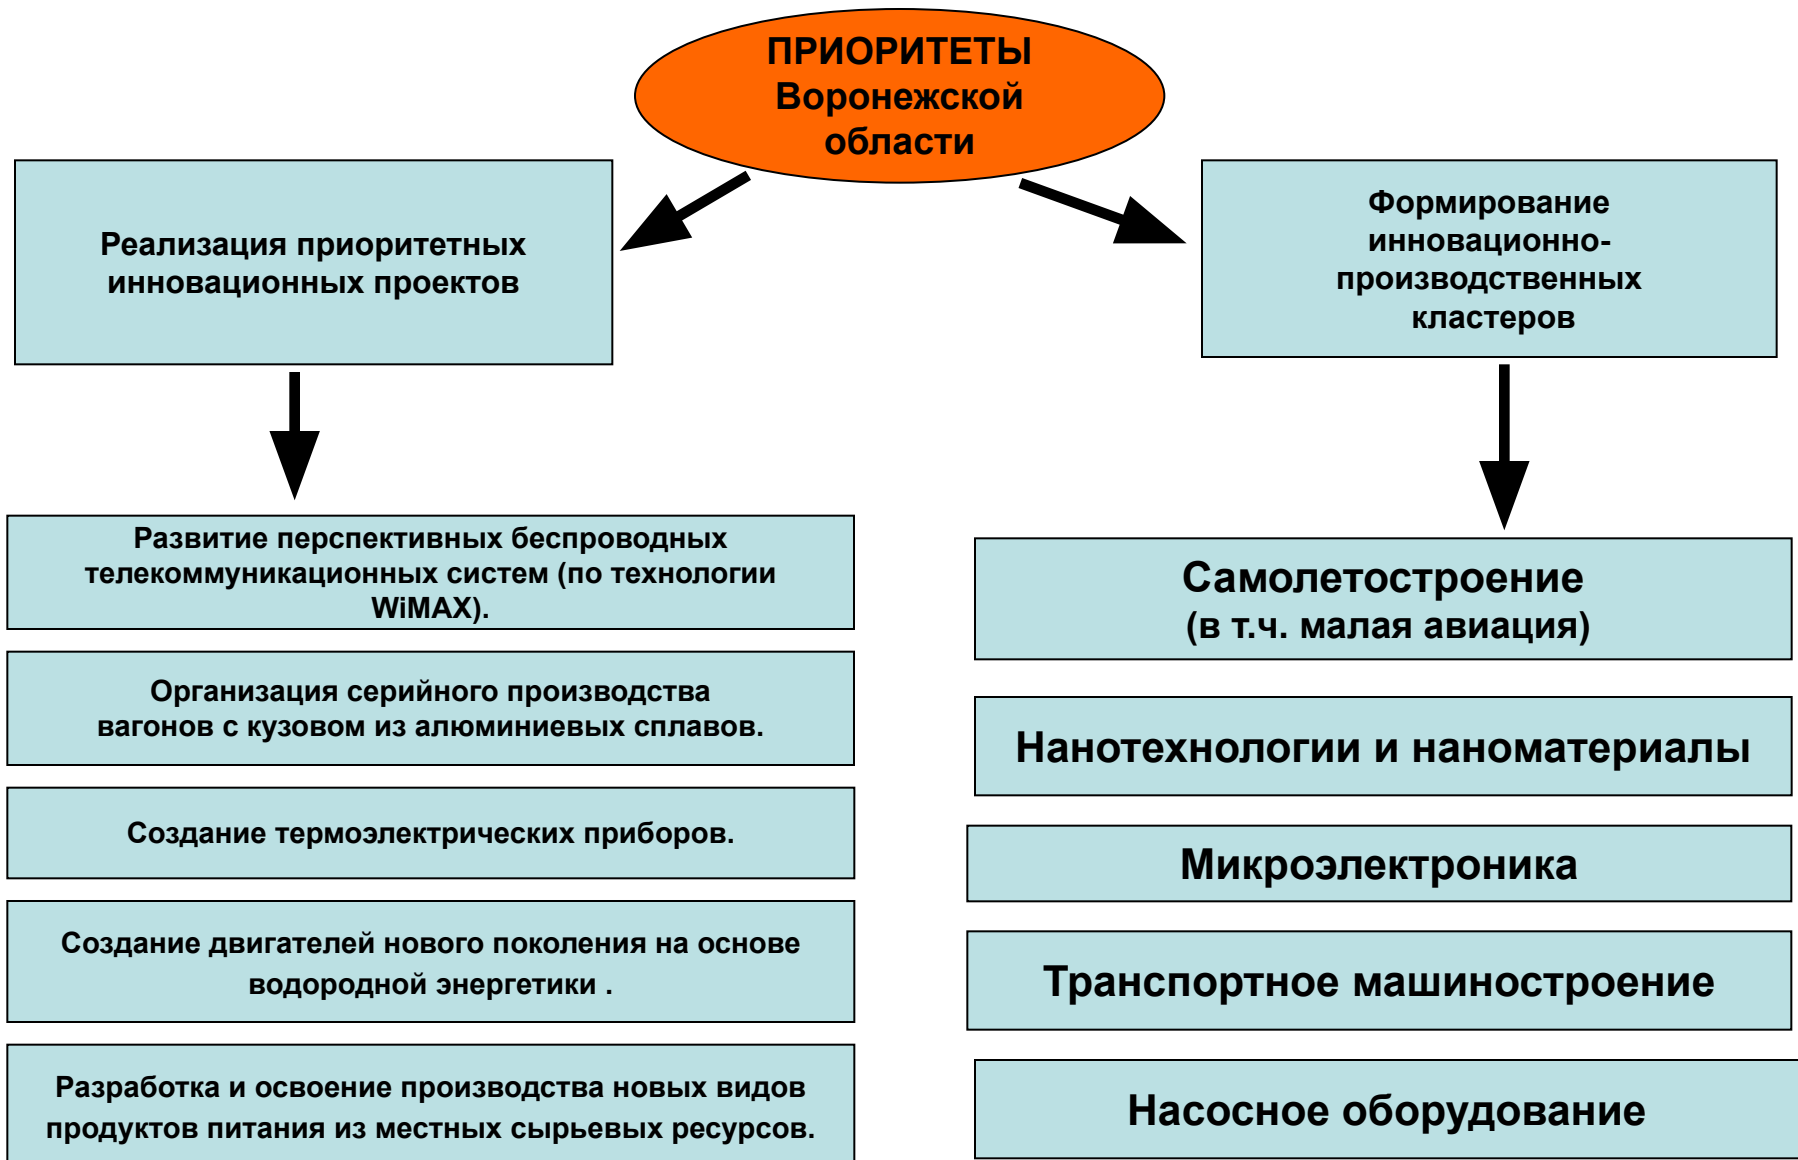 ПРИОРИТЕТЫ
Воронежской
области
Реализация приоритетных
инновационных проектов
Формирование
инновационно-
производственных
кластеров
Развитие перспективных беспроводных
телекоммуникационных систем (по технологии
WiMAX).
Организация серийного производства
вагонов с кузовом из алюминиевых сплавов.
Создание термоэлектрических приборов.
Создание двигателей нового поколения на основе
водородной энергетики .
Разработка и освоение производства новых видов
продуктов питания из местных сырьевых ресурсов.
Самолетостроение
(в т.ч. малая авиация)
Нанотехнологии и наноматериалы
Микроэлектроника
Транспортное машиностроение
Насосное оборудование